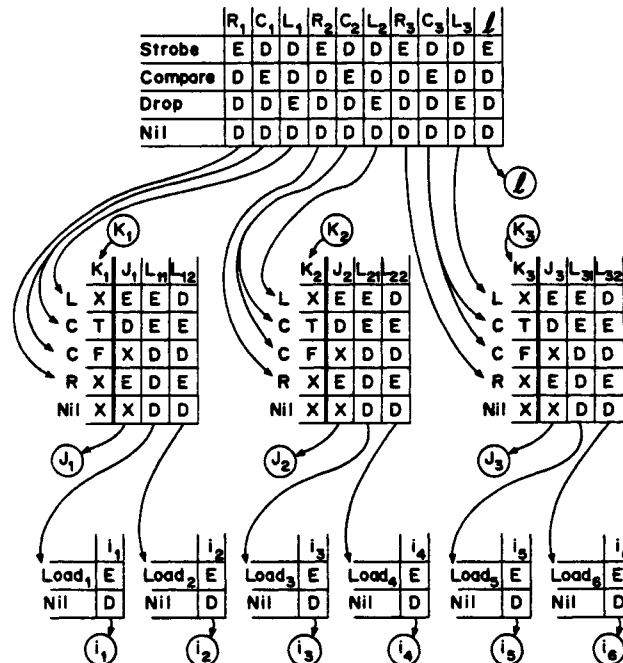 R₁ C₁ L₁ R₂ C₂ L₂ R₃ C₃ L₃ ℓ
Strobe E D D E D D E D D E
Compare D E D D E D D E D D
Drop D D E D D E D D E D
Nil D D D D D D D D D D
ℓ
K₁ K₂ K₃
K₁ J₁ L₁₁ L₁₂ K₂ J₂ L₂₁ L₂₂ K₃ J₃ L₃₁ L₃₂
L X E E D L X E E D L X E E D
C T D E E C T D E E C T D E E
C F X D D C F X D D C F X D D
R X E D E R X E D E R X E D E
Nil X X D D Nil X X D D Nil X X D D
J₁ J₂ J₃
i₁ i₂ i₃ i₄ i₅ i
Load₁ E Load₂ E Load₃ E Load₄ E Load₅ E Load₆ E
Nil D Nil D Nil D Nil D Nil D Nil D
i₁ i₂ i₃ i₄ i₅ i₆